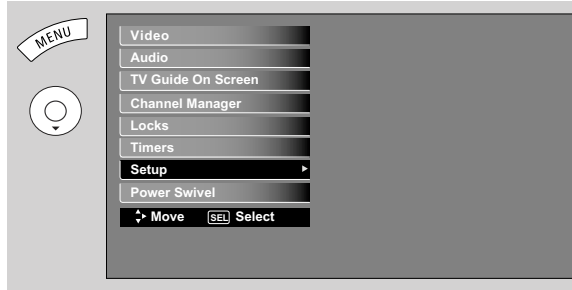 MENU
Video
Audio
TV Guide On Screen
Channel Manager
Locks
Timers
Setup
Power Swivel
Move SEL Select